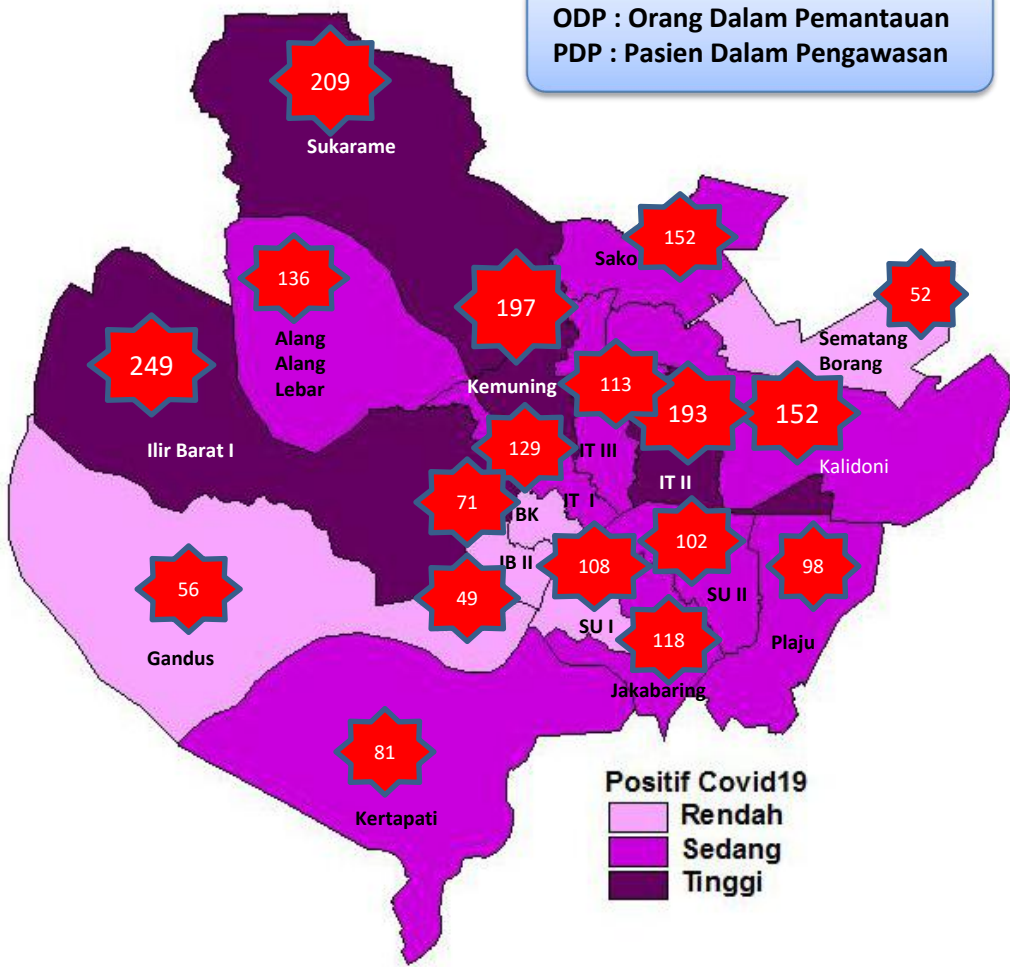 ODP : Orang Dalam Pemantauan
PDP : Pasien Dalam Pengawasan
209
Sukarame
152
Sako
136
Alang
Alang
Lebar
52
Sematang
Borang
197
Kemuning
249
Ilir Barat I
113
193
152
Kalidoni
129
IT III
IT II
71
BK
IT I
102
IB II
108
98
56
49
SU II
SU I
118
Plaju
Gandus
Jakabaring
81
Kertapati
Positif Covid19
Rendah
Sedang
Tinggi